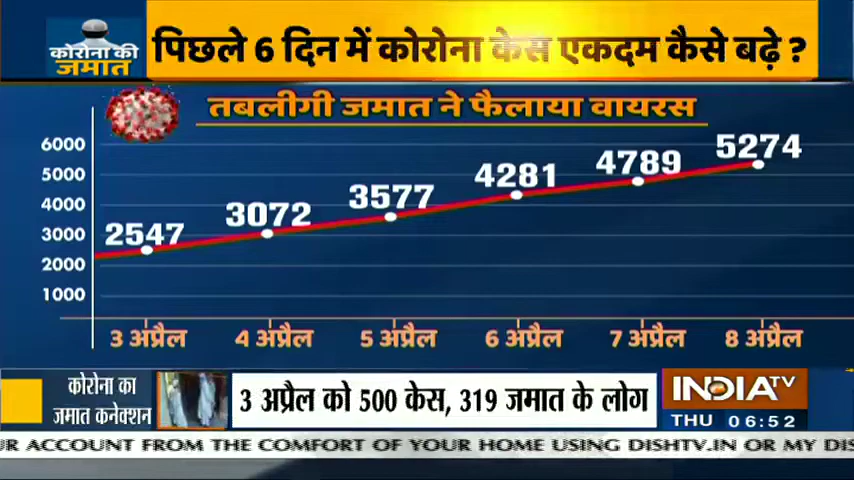 कोरोना की
जमात
पिछले 6 दिन में कोरोना केस एकदम कैसे बढ़े ?
तबलीगी जमात ने फैलाया वायरस
6000
5000
4000
3000
2000
1000
2547
3072
3577
4281
4789
5274
3 अप्रैल
4 अप्रैल
5 अप्रैल
6 अप्रैल
7 अप्रैल
8 अप्रैल
कोरोना का
जमात कनेक्शन
3 अप्रैल को 500 केस, 319 जमात के लोग
INDIA TV
THU 06:52
UR ACCOUNT FROM THE COMFORT OF YOUR HOME USING DISHTV.IN OR MY DIS